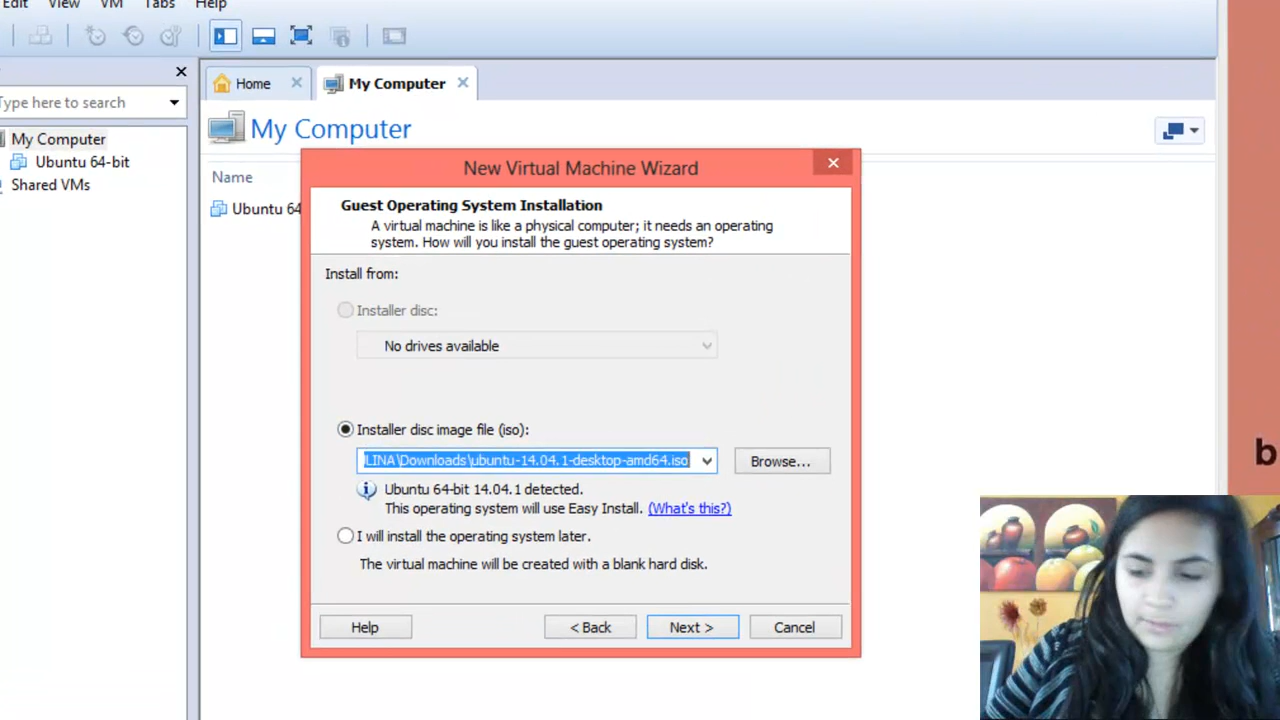 Edit View VM Tabs Help
Type here to search
Home
My Computer
My Computer
My Computer
Ubuntu 64-bit
Shared VMs
Name
Ubuntu 64
New Virtual Machine Wizard
Guest Operating System Installation
A virtual machine is like a physical computer; it needs an operating
system. How will you install the guest operating system?
Install from:
Installer disc:
No drives available
Installer disc image file (iso):
LINA\Downloads\ubuntu-14.04.1-desktop-amd64.iso
Browse...
Ubuntu 64-bit 14.04.1 detected.
This operating system will use Easy Install. (What's this?)
I will install the operating system later.
The virtual machine will be created with a blank hard disk.
Help
< Back
Next >
Cancel
b